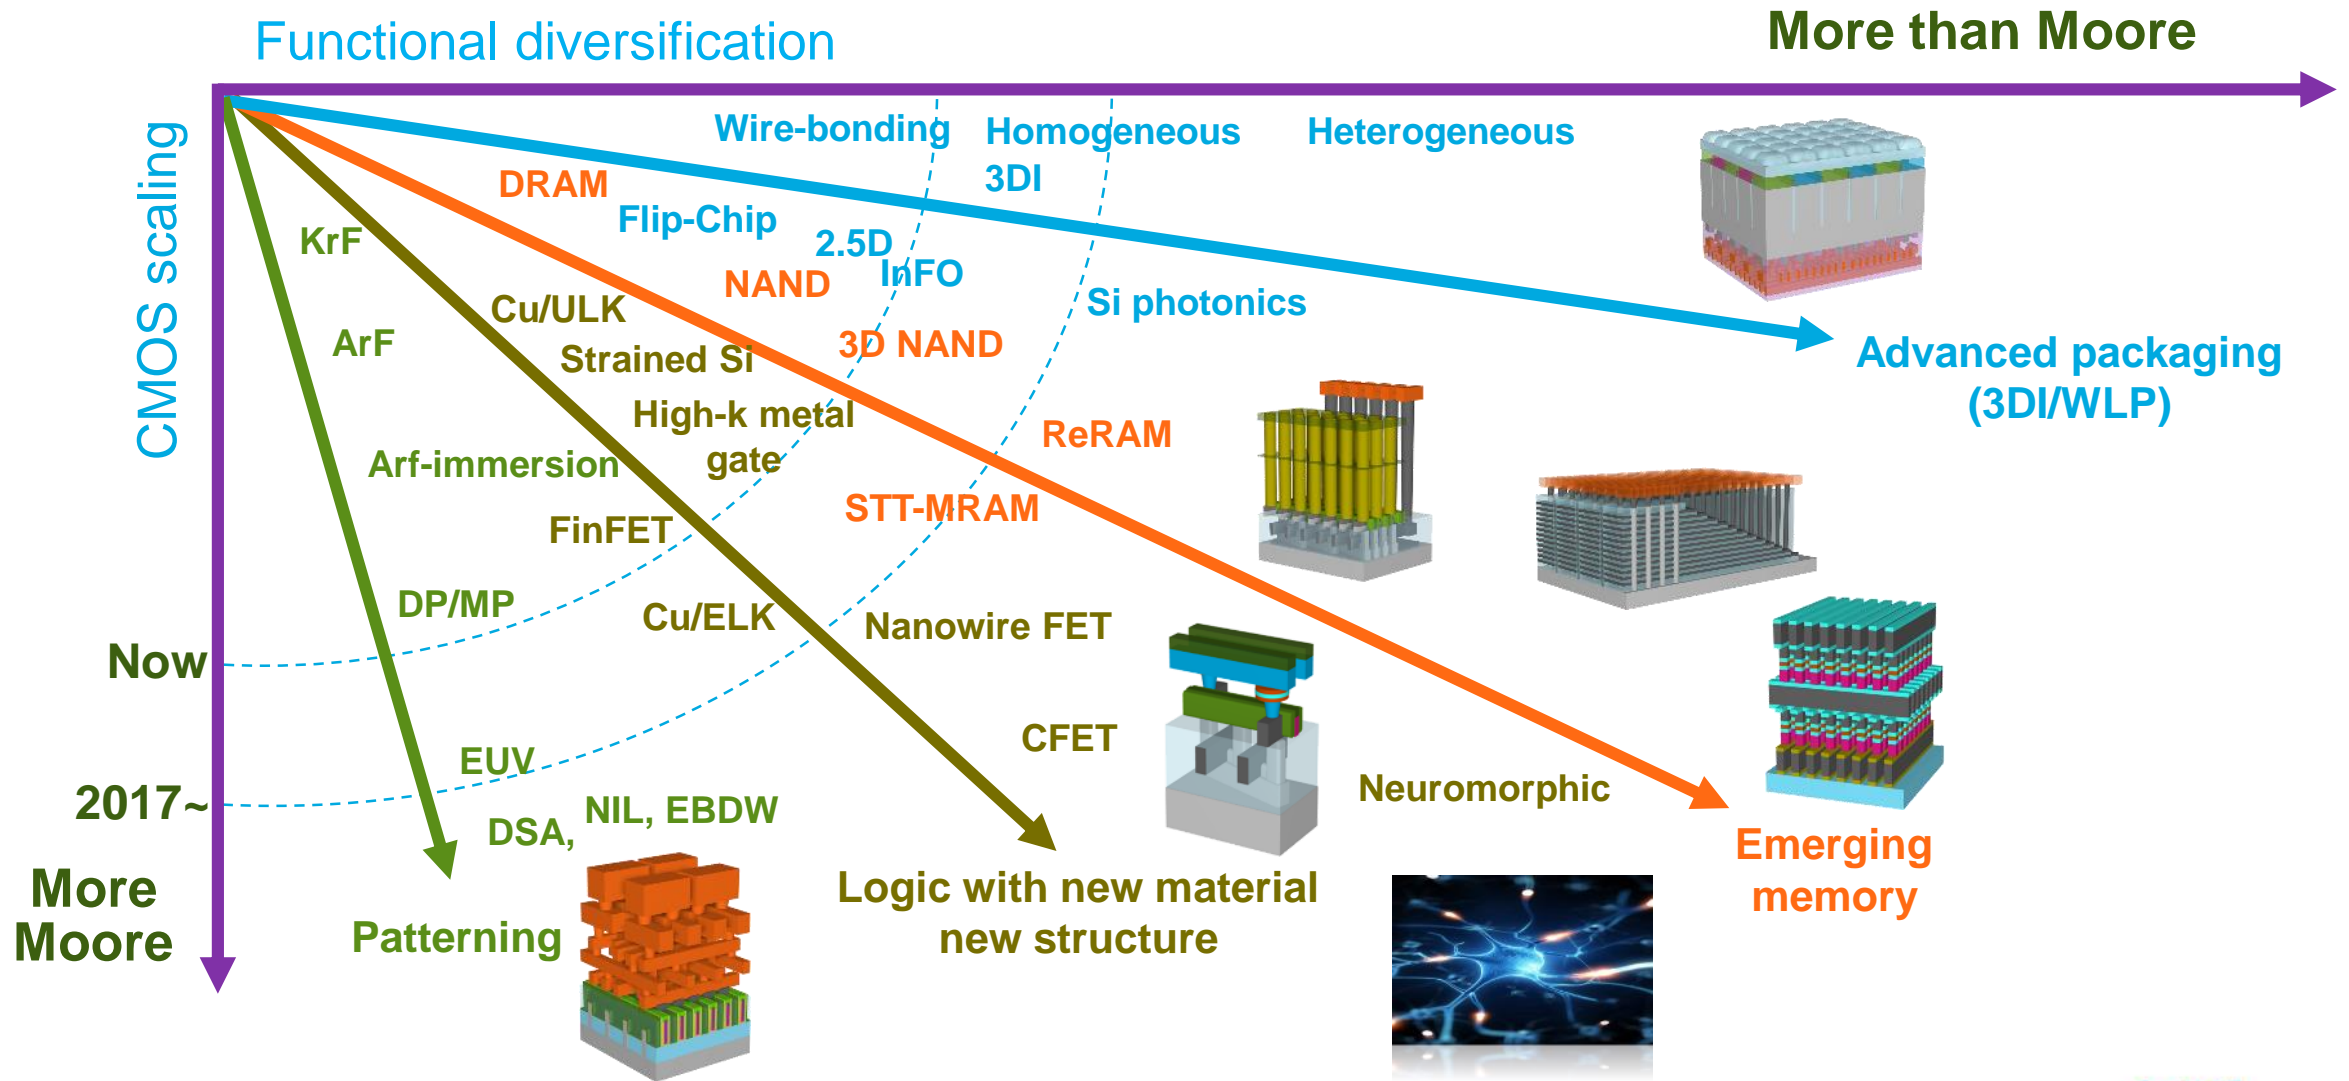 Functional diversification
More than Moore
CMOS scaling
Wire-bonding
Homogeneous
3DI
Heterogeneous
DRAM
Flip-Chip
2.5D
InFO
KrF
NAND
Cu/ULK
Si photonics
ArF
Strained Si
3D NAND
Advanced packaging
(3DI/WLP)
High-k metal
gate
ReRAM
Arf-immersion
STT-MRAM
FinFET
DP/MP
Cu/ELK
Nanowire FET
Now
CFET
EUV
Neuromorphic
2017~
NIL, EBDW
DSA,
Emerging
memory
More
Moore
Logic with new material
new structure
Patterning